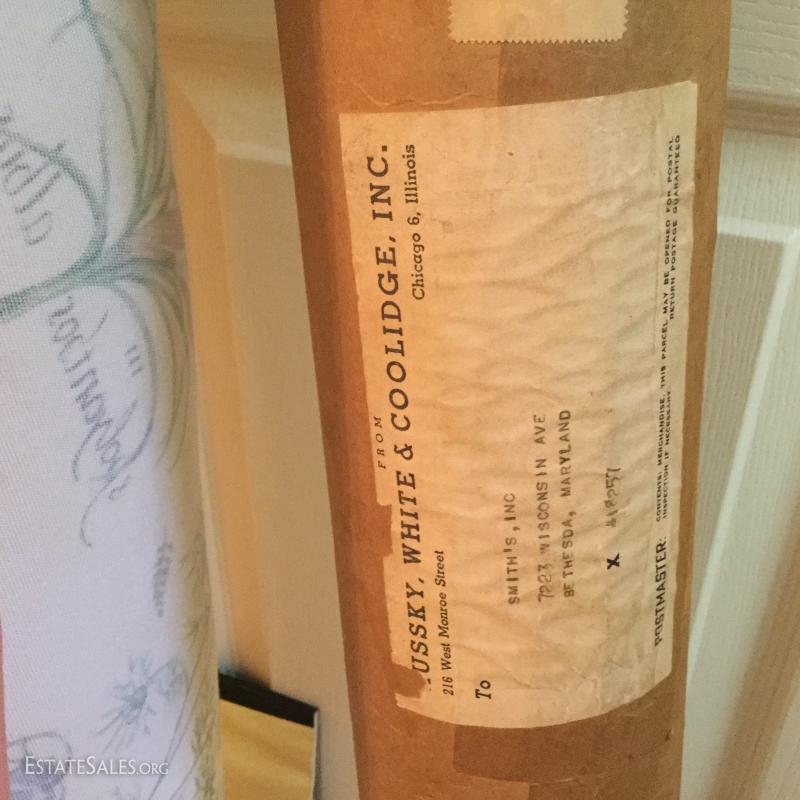 FROM
USSKY, WHITE & COOLIDGE, INC.
216 West Monroe Street Chicago 6, Illinois
To
SMITH'S, INC
7223 WISCONSIN AVE
BETHESDA, MARYLAND
X
POSTMASTER: CONTENTS: MERCHANDISE. THIS PARCEL MAY BE OPENED FOR POSTAL
INSPECTION IF NECESSARY. RETURN POSTAGE GUARANTEED
ESTATESALES.ORG